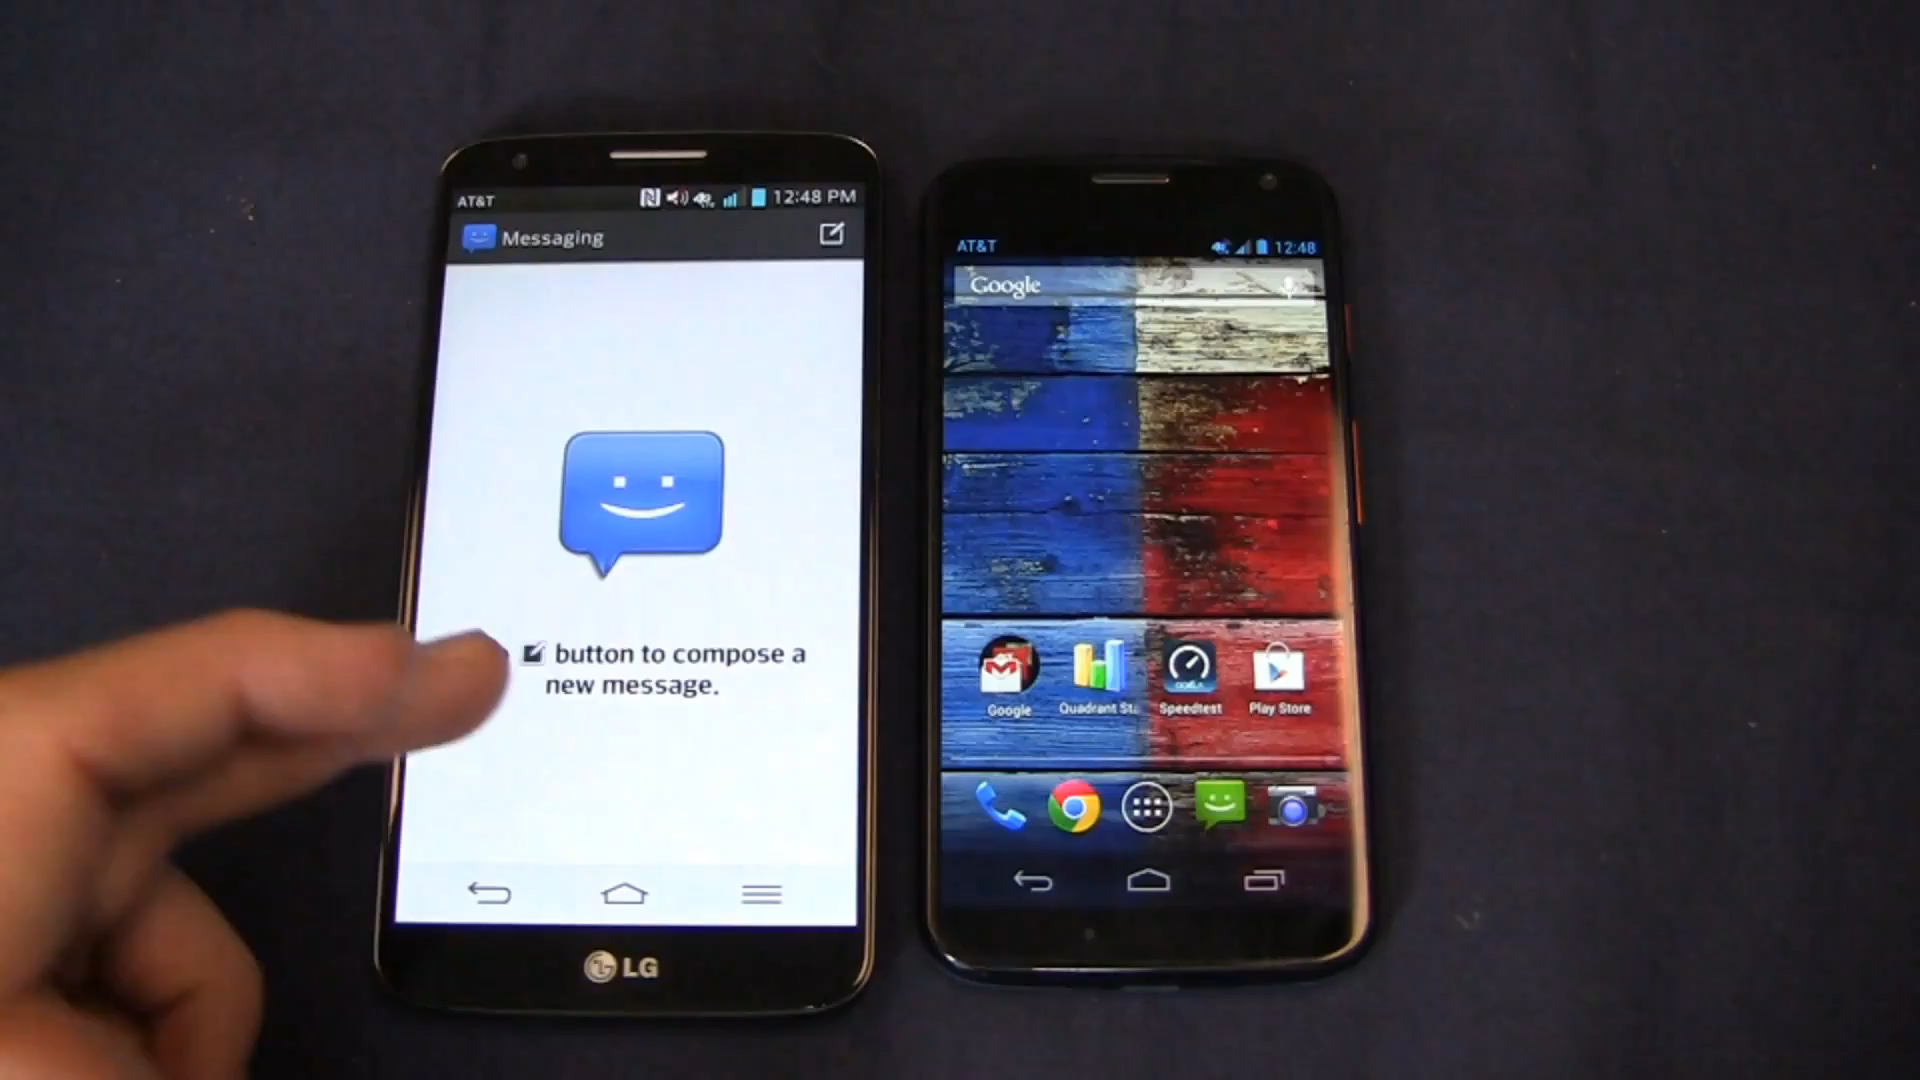 AT&T
12:48 PM
Messaging
button to compose a
new message.
LG
AT&T
12:48
Google
Google
Quadrant St
Speedtest
Play Store